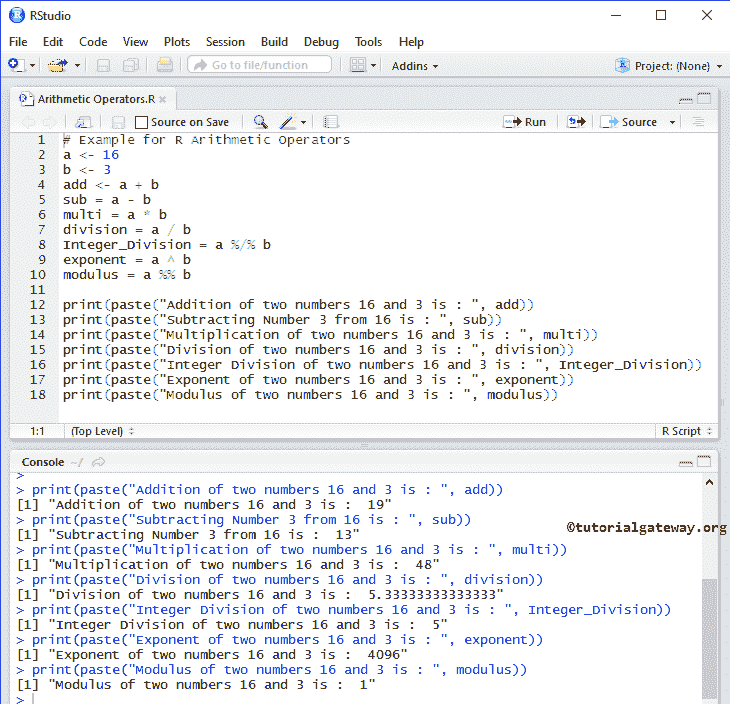 RStudio
File Edit Code View Plots Session Build Debug Tools Help
Go to file/function Addins Project: (None)
Arithmetic Operators.R
Source on Save Run Source
1 # Example for R Arithmetic Operators
2 a <- 16
3 b <- 3
4 add <- a + b
5 sub = a - b
6 multi = a * b
7 division = a / b
8 Integer_Division = a %/% b
9 exponent = a ^ b
10 modulus = a %% b
11
12 print(paste("Addition of two numbers 16 and 3 is : ", add))
13 print(paste("Subtracting Number 3 from 16 is : ", sub))
14 print(paste("Multiplication of two numbers 16 and 3 is : ", multi))
15 print(paste("Division of two numbers 16 and 3 is : ", division))
16 print(paste("Integer Division of two numbers 16 and 3 is : ", Integer_Division))
17 print(paste("Exponent of two numbers 16 and 3 is : ", exponent))
18 print(paste("Modulus of two numbers 16 and 3 is : ", modulus))
1:1 (Top Level) R Script
Console ~/
>
> print(paste("Addition of two numbers 16 and 3 is : ", add))
[1] "Addition of two numbers 16 and 3 is :  19"
> print(paste("Subtracting Number 3 from 16 is : ", sub))
[1] "Subtracting Number 3 from 16 is :  13"
©tutorialgateway.org
> print(paste("Multiplication of two numbers 16 and 3 is : ", multi))
[1] "Multiplication of two numbers 16 and 3 is :  48"
> print(paste("Division of two numbers 16 and 3 is : ", division))
[1] "Division of two numbers 16 and 3 is :  5.33333333333333"
> print(paste("Integer Division of two numbers 16 and 3 is : ", Integer_Division))
[1] "Integer Division of two numbers 16 and 3 is :  5"
> print(paste("Exponent of two numbers 16 and 3 is : ", exponent))
[1] "Exponent of two numbers 16 and 3 is :  4096"
> print(paste("Modulus of two numbers 16 and 3 is : ", modulus))
[1] "Modulus of two numbers 16 and 3 is :  1"
>